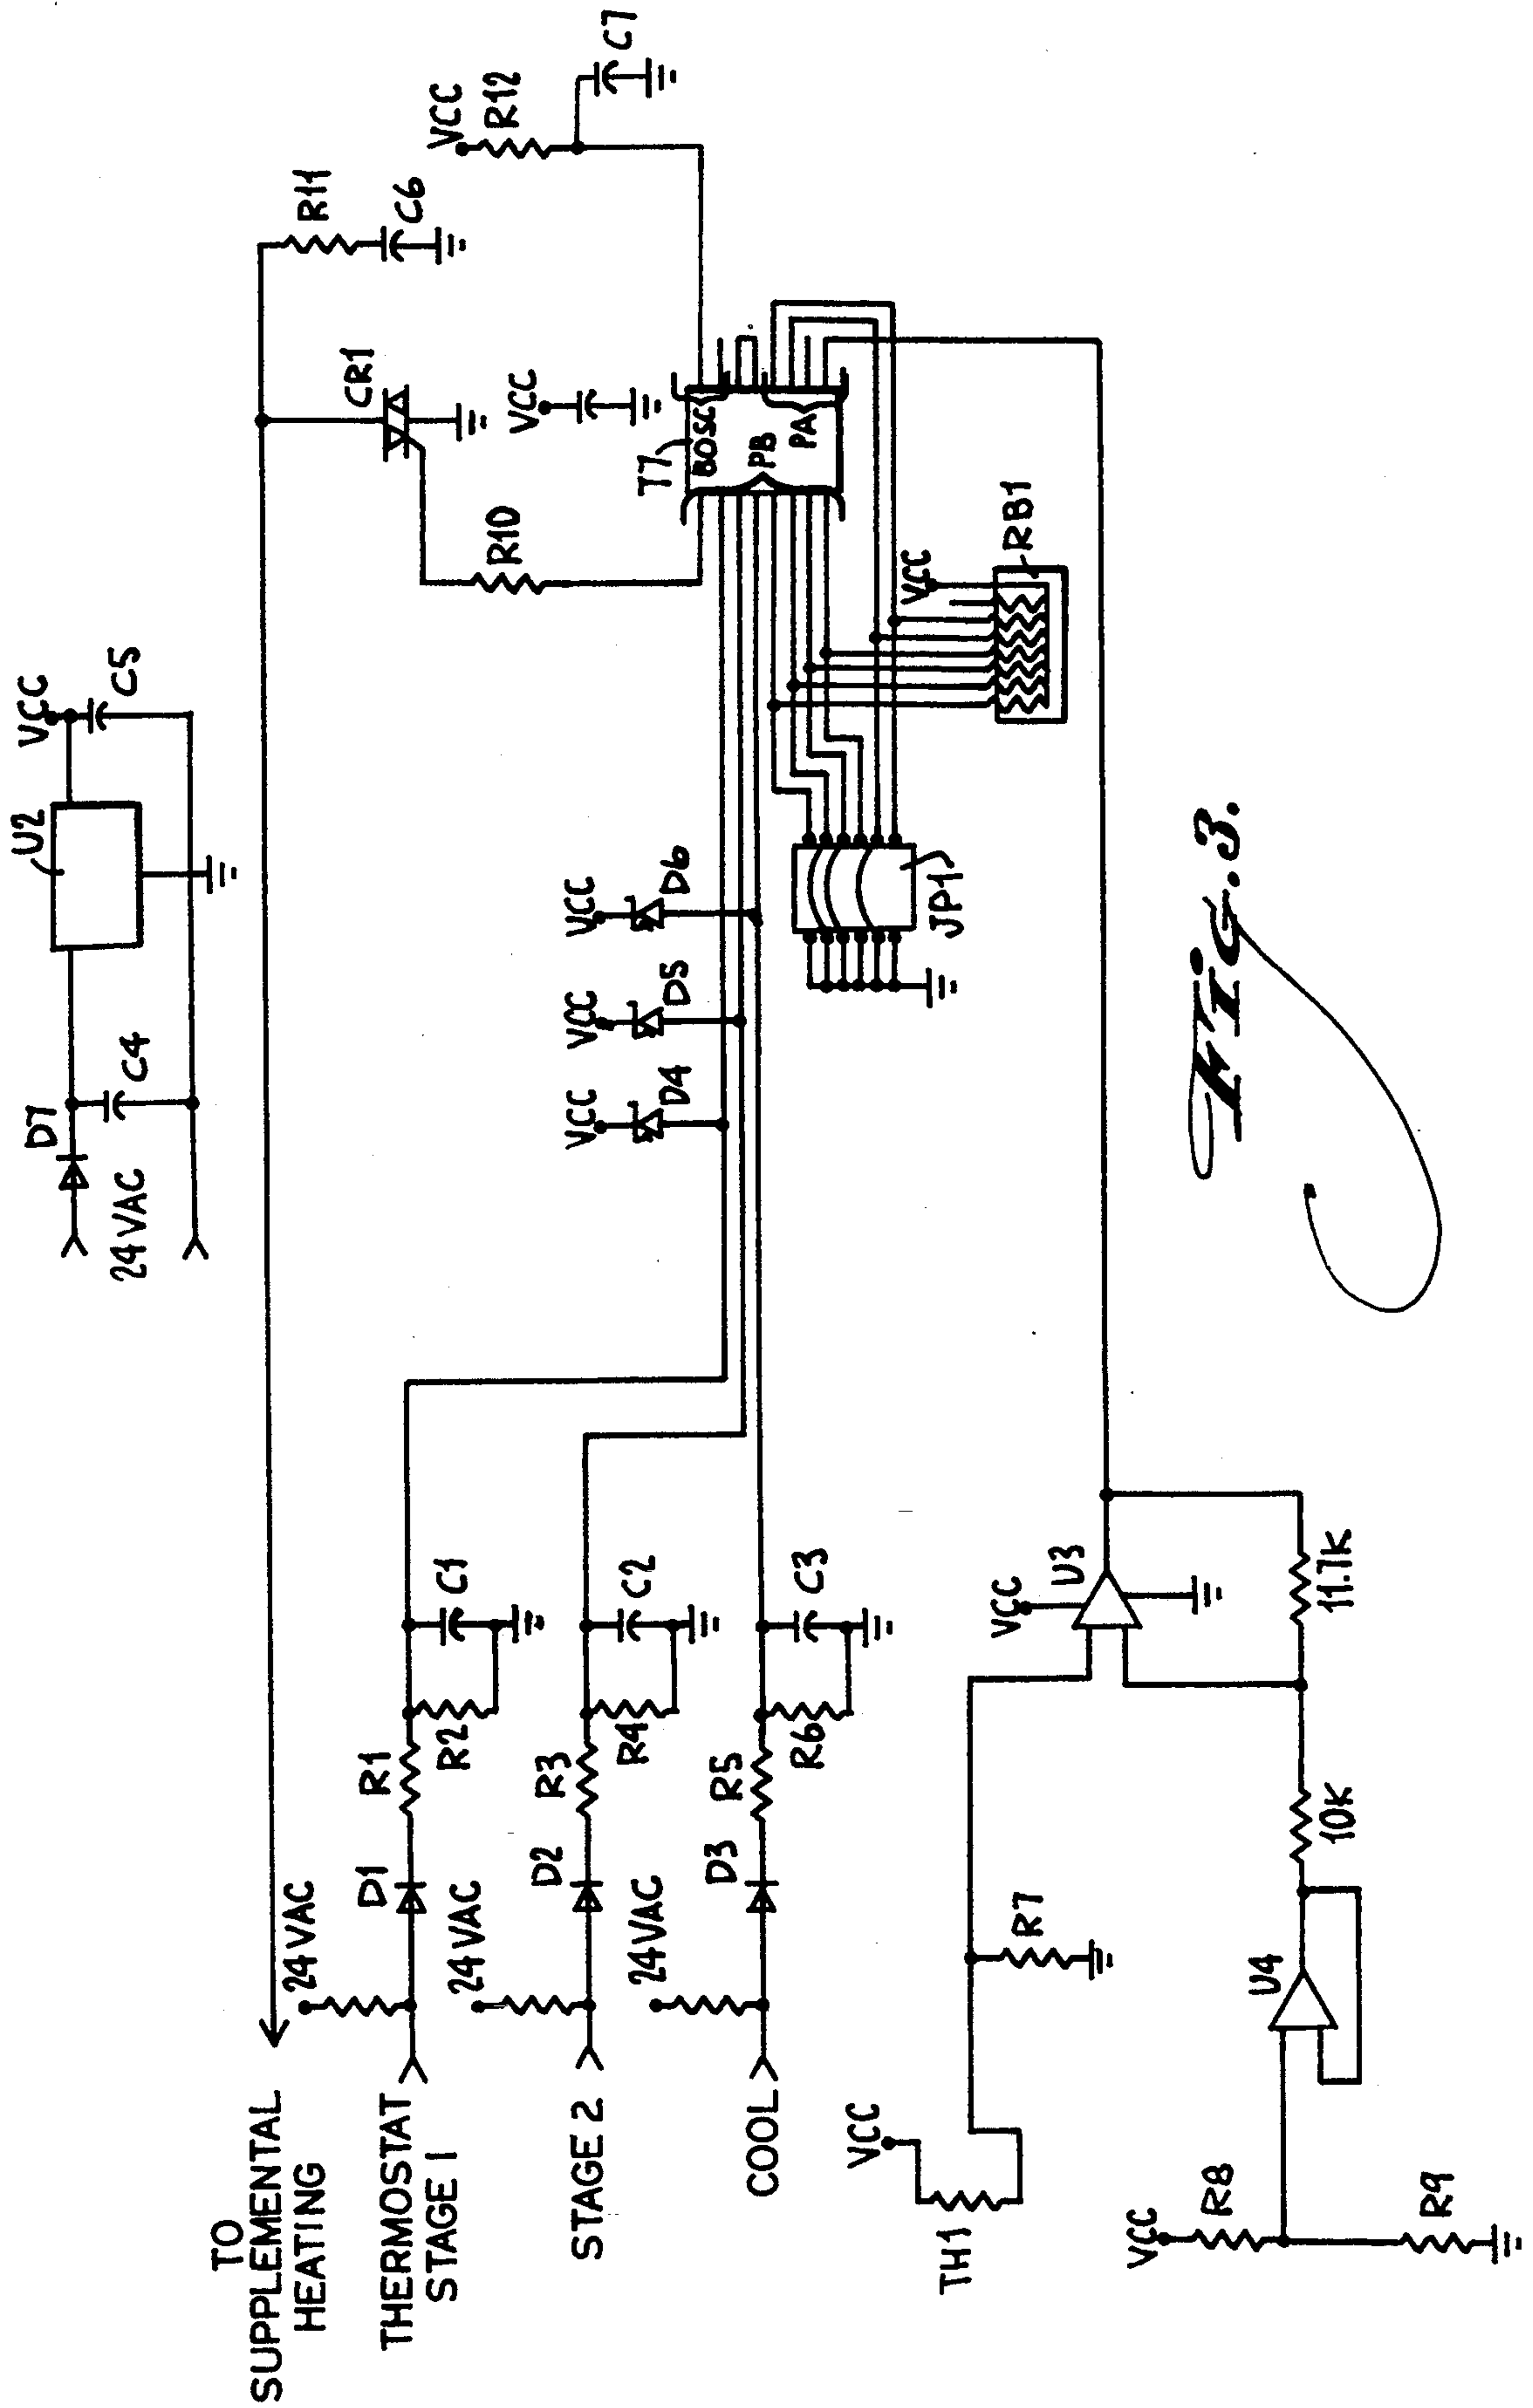 D7
24VAC
C4
U2
VCC
C5
TO
SUPPLEMENTAL
HEATING
THERMOSTAT
STAGE 1
STAGE 2
COOL
24VAC
D1
R1
R2
C1
24VAC
D2
R3
R4
C2
24VAC
D3
R5
R6
C3
VCC
D4
VCC
D5
VCC
D6
R10
CR1
R11
C6
VCC
VCC
R12
C7
T7
BOSC
PB
PA
JP1
VCC
RB1
VCC
TH1
R7
VCC
U3
11.1K
10K
U4
VCC
R8
R9
Fig.3.